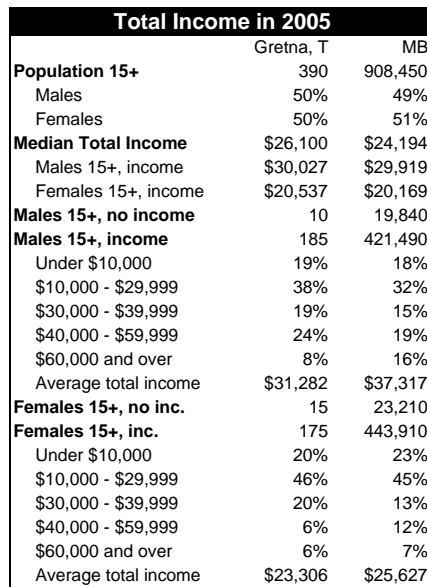 Total Income in 2005
Gretna, T MB
Population 15+ 390 908,450
Males 50% 49%
Females 50% 51%
Median Total Income $26,100 $24,194
Males 15+, income $30,027 $29,919
Females 15+, income $20,537 $20,169
Males 15+, no income 10 19,840
Males 15+, income 185 421,490
Under $10,000 19% 18%
$10,000 - $29,999 38% 32%
$30,000 - $39,999 19% 15%
$40,000 - $59,999 24% 19%
$60,000 and over 8% 16%
Average total income $31,282 $37,317
Females 15+, no inc. 15 23,210
Females 15+, inc. 175 443,910
Under $10,000 20% 23%
$10,000 - $29,999 46% 45%
$30,000 - $39,999 20% 13%
$40,000 - $59,999 6% 12%
$60,000 and over 6% 7%
Average total income $23,306 $25,627